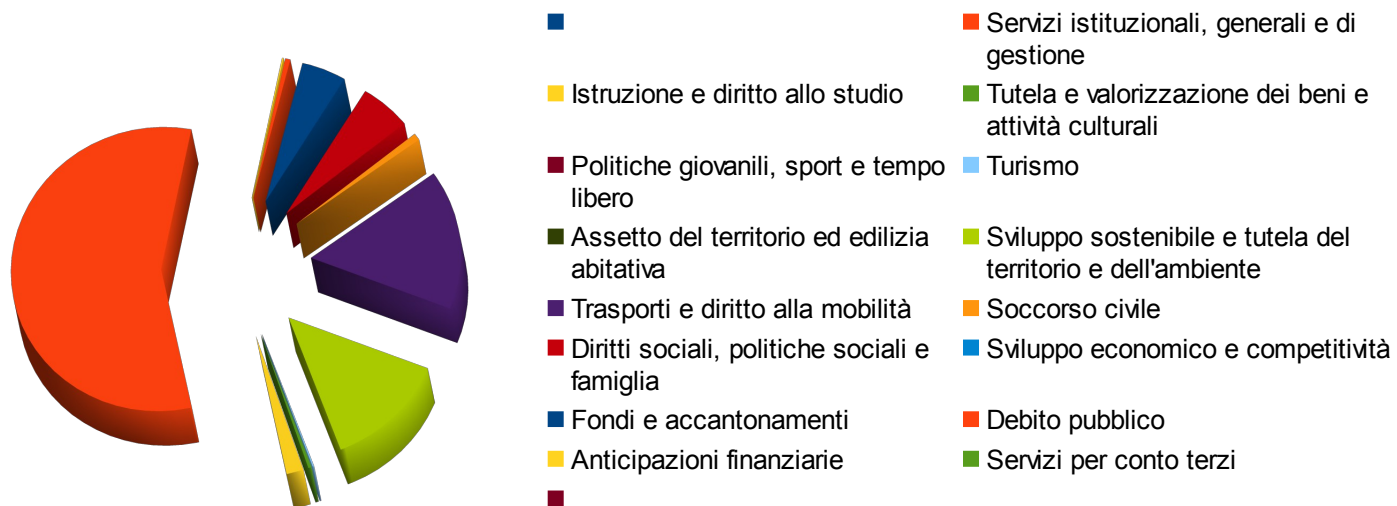 Servizi istituzionali, generali e di
gestione
Istruzione e diritto allo studio
Tutela e valorizzazione dei beni e
attività culturali
Politiche giovanili, sport e tempo
libero
Turismo
Assetto del territorio ed edilizia
abitativa
Sviluppo sostenibile e tutela del
territorio e dell'ambiente
Trasporti e diritto alla mobilità
Soccorso civile
Diritti sociali, politiche sociali e
famiglia
Sviluppo economico e competitività
Fondi e accantonamenti
Debito pubblico
Anticipazioni finanziarie
Servizi per conto terzi